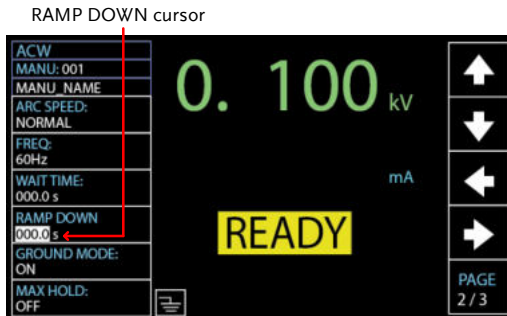 RAMP DOWN cursor
ACW
MANU: 001
MANU_NAME
ARC SPEED:
NORMAL
FREQ:
60Hz
WAIT TIME:
000.0 s
RAMP DOWN
000.0 s
GROUND MODE:
ON
MAX HOLD:
OFF
0. 100 kV
mA
READY
PAGE
2 / 3